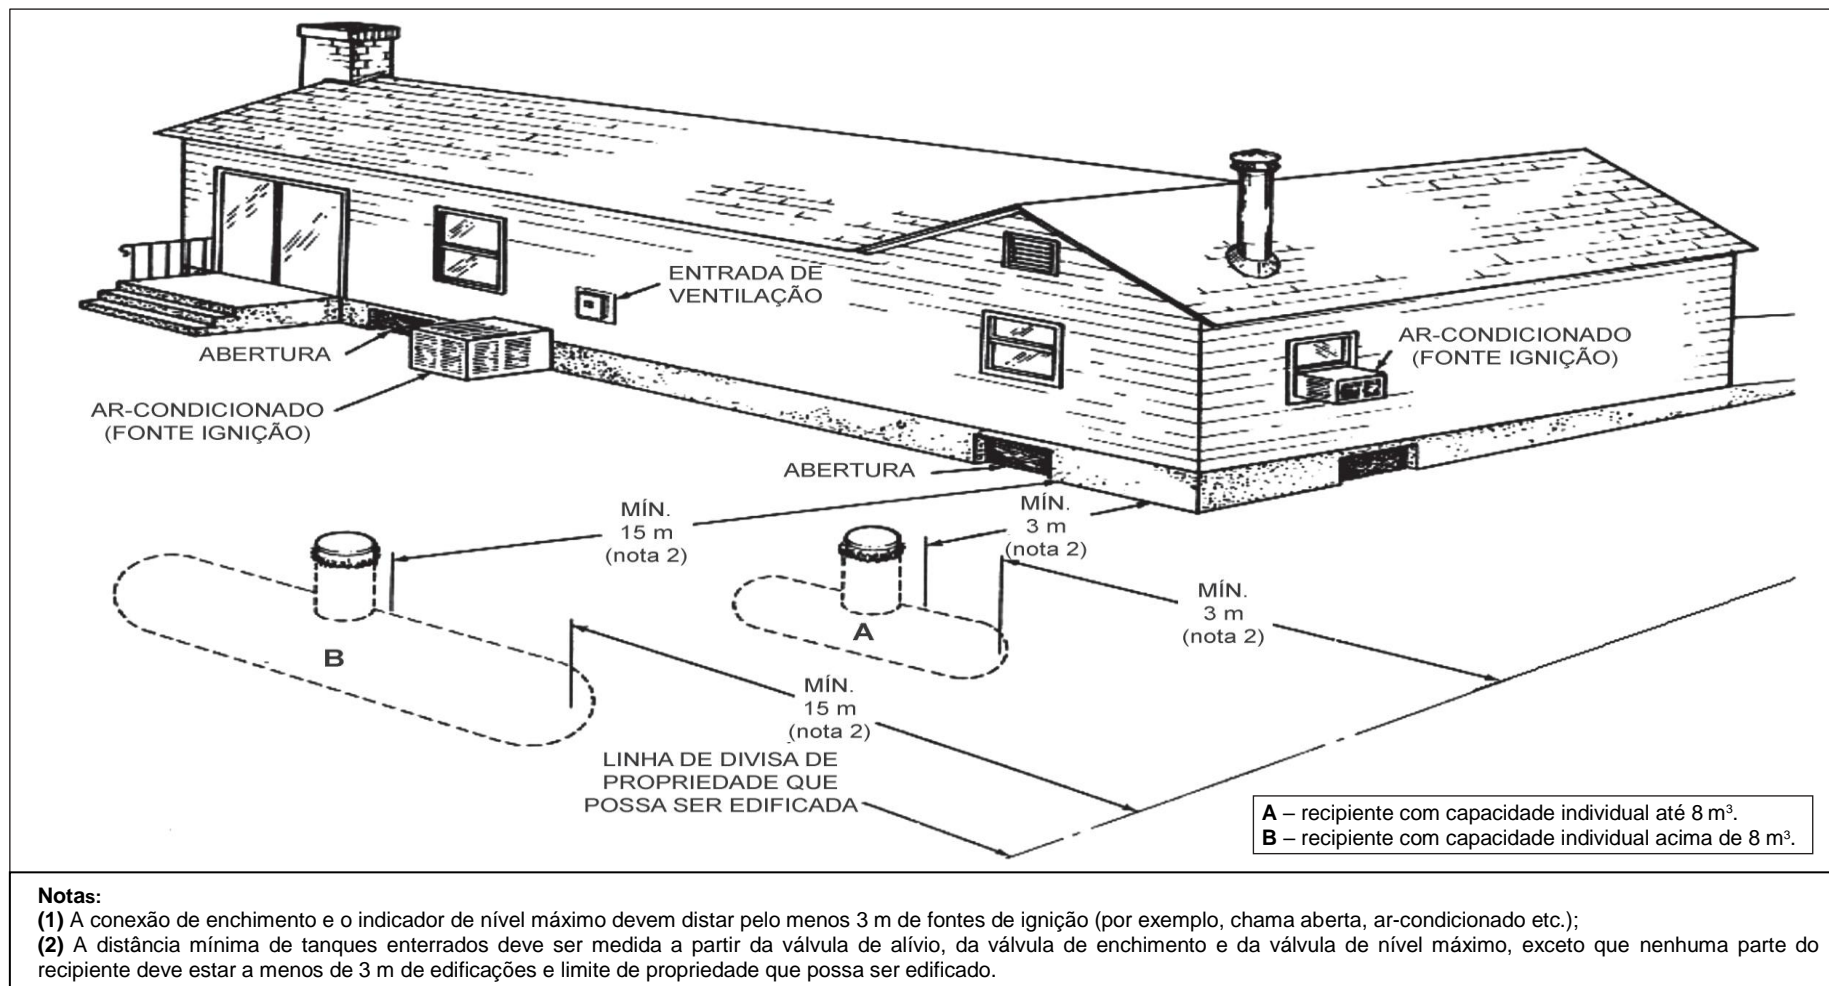 ENTRADA DE
VENTILAÇÃO
ABERTURA
AR-CONDICIONADO
(FONTE IGNIÇÃO)
AR-CONDICIONADO
(FONTE IGNIÇÃO)
ABERTURA
MÍN.
15 m
(nota 2)
MÍN.
3 m
(nota 2)
MÍN.
3 m
(nota 2)
A
B
MÍN.
15 m
(nota 2)
LINHA DE DIVISA DE
PROPRIEDADE QUE
POSSA SER EDIFICADA
A – recipiente com capacidade individual até 8 m³.
B – recipiente com capacidade individual acima de 8 m³.
Notas:
(1) A conexão de enchimento e o indicador de nível máximo devem distar pelo menos 3 m de fontes de ignição (por exemplo, chama aberta, ar-condicionado etc.);
(2) A distância mínima de tanques enterrados deve ser medida a partir da válvula de alívio, da válvula de enchimento e da válvula de nível máximo, exceto que nenhuma parte do
recipiente deve estar a menos de 3 m de edificações e limite de propriedade que possa ser edificado.